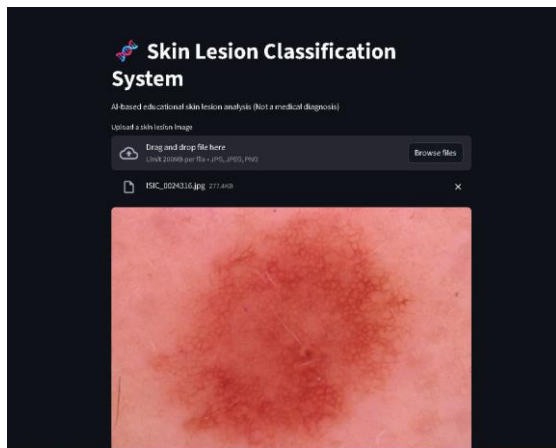 Skin Lesion Classification
System
AI-based educational skin lesion analysis (Not a medical diagnosis)
Upload a skin lesion image
Drag and drop file here
Limit 200MB per file • JPG, JPEG, PNG
Browse files
ISIC_0024316.jpg 277.4KB